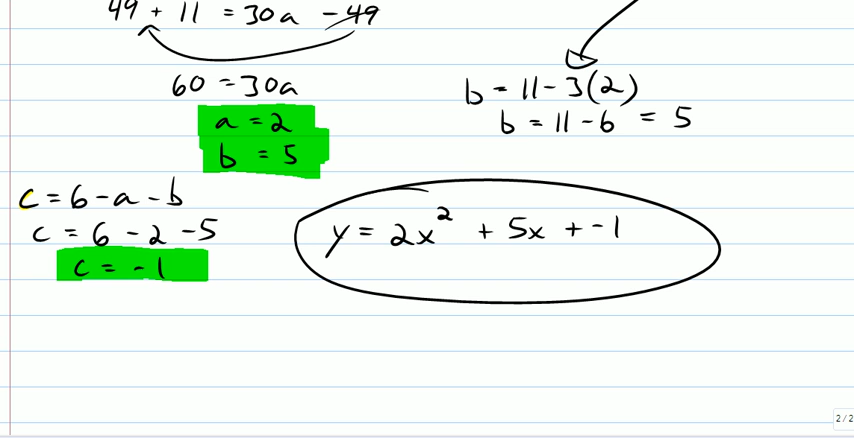 49 + 11 = 30a - 49
60 = 30a
a = 2
b = 5
b = 11 - 3(2)
b = 11 - 6 = 5
c = 6 - a - b
c = 6 - 2 - 5
c = -1
y = 2x² + 5x + -1
2 / 2